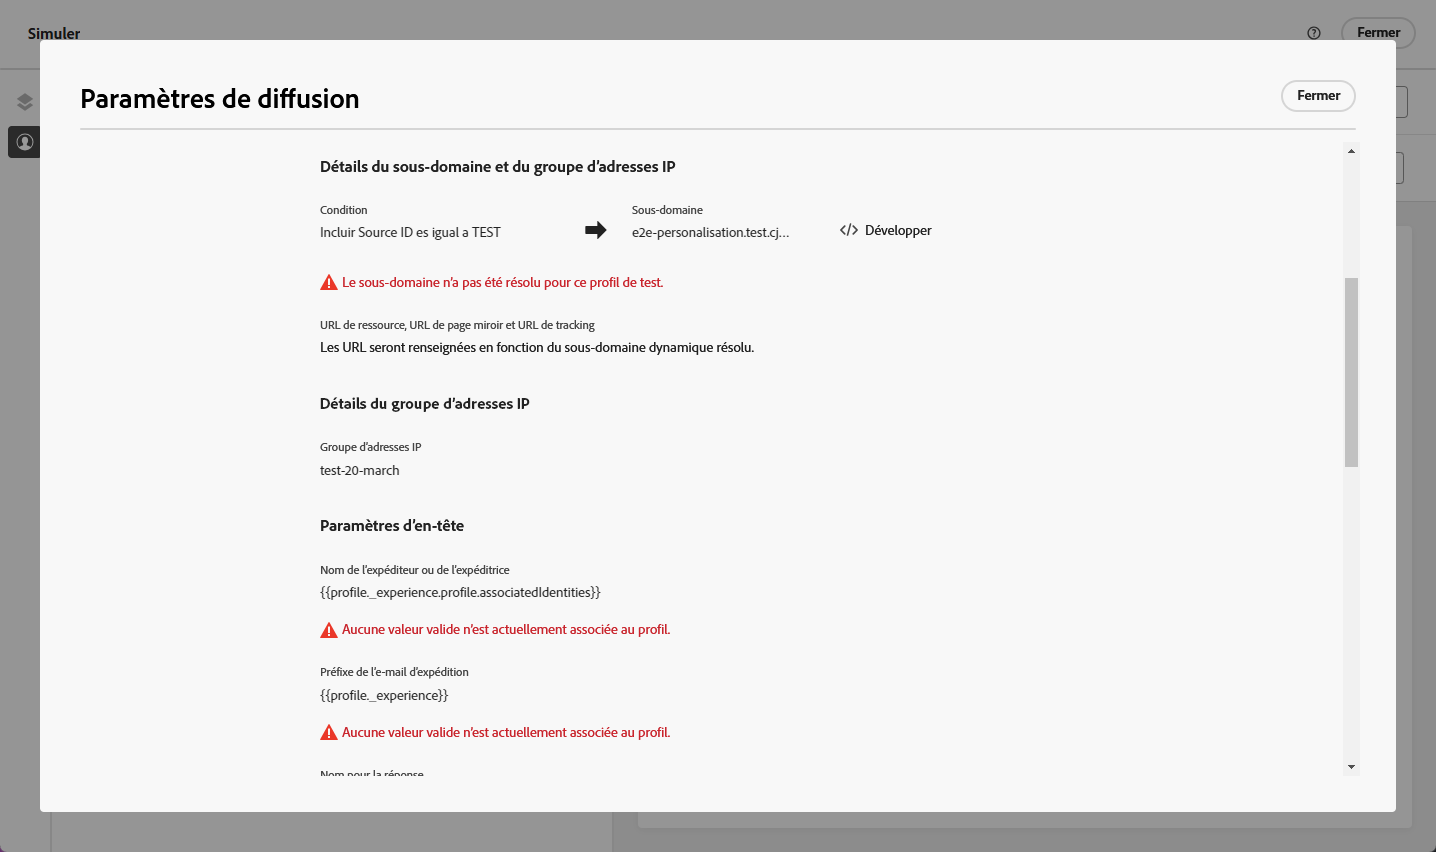 Simuler
Fermer
Paramètres de diffusion
Fermer
Détails du sous-domaine et du groupe d'adresses IP
Condition
Sous-domaine
Incluir Source ID es igual a TEST
e2e-personalisation.test.cj...
</> Développer
Le sous-domaine n'a pas été résolu pour ce profil de test.
URL de ressource, URL de page miroir et URL de tracking
Les URL seront renseignées en fonction du sous-domaine dynamique résolu.
Détails du groupe d'adresses IP
Groupe d'adresses IP
test-20-march
Paramètres d'en-tête
Nom de l'expéditeur ou de l'expéditrice
{{profile._experience.profile.associatedIdentities}}
Aucune valeur valide n'est actuellement associée au profil.
Préfixe de l'e-mail d'expédition
{{profile._experience}}
Aucune valeur valide n'est actuellement associée au profil.
Nom pour la réponse